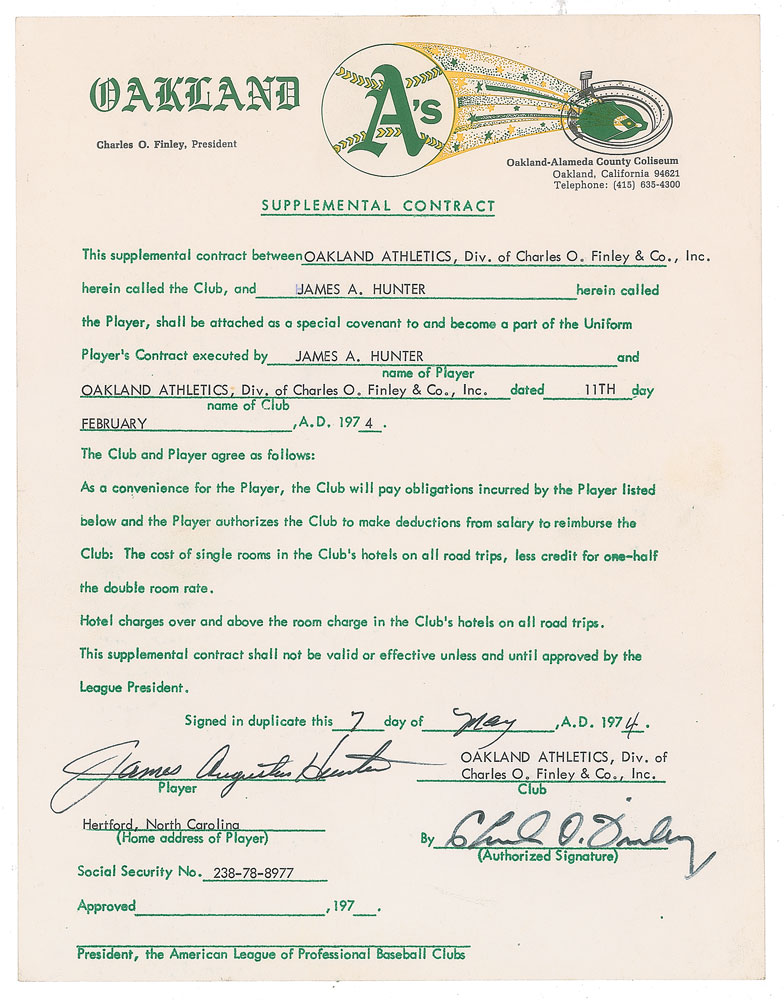 OAKLAND A's
Charles O. Finley, President
Oakland-Alameda County Coliseum
Oakland, California 94621
Telephone: (415) 635-4300
SUPPLEMENTAL CONTRACT
This supplemental contract between OAKLAND ATHLETICS, Div. of Charles O. Finley & Co., Inc.
herein called the Club, and JAMES A. HUNTER herein called
the Player, shall be attached as a special covenant to and become a part of the Uniform
Player's Contract executed by JAMES A. HUNTER and
name of Player
OAKLAND ATHLETICS, Div. of Charles O. Finley & Co., Inc. dated 11TH day
name of Club
FEBRUARY , A.D. 197 4 .
The Club and Player agree as follows:
As a convenience for the Player, the Club will pay obligations incurred by the Player listed
below and the Player authorizes the Club to make deductions from salary to reimburse the
Club: The cost of single rooms in the Club's hotels on all road trips, less credit for one-half
the double room rate.
Hotel charges over and above the room charge in the Club's hotels on all road trips.
This supplemental contract shall not be valid or effective unless and until approved by the
League President.
Signed in duplicate this 7 day of May , A.D. 197 4 .
James Augustus Hunter
Player
OAKLAND ATHLETICS, Div. of
Charles O. Finley & Co., Inc.
Club
Hertford, North Carolina
(Home address of Player)
By Charles O. Finley
(Authorized Signature)
Social Security No. 238-78-8977
Approved , 197 .
President, the American League of Professional Baseball Clubs